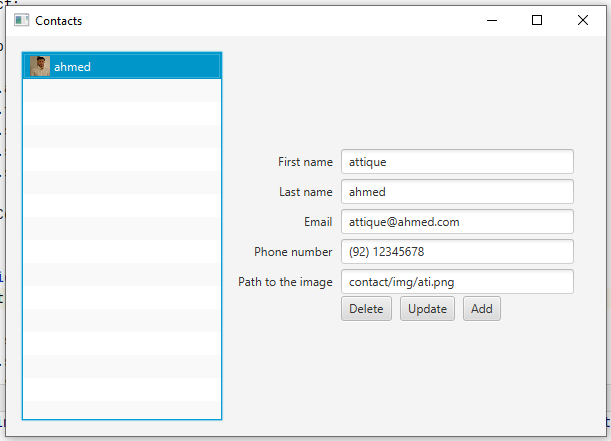 Contacts
ahmed
First name attique
Last name ahmed
Email attique@ahmed.com
Phone number (92) 12345678
Path to the image contact/img/ati.png
Delete Update Add